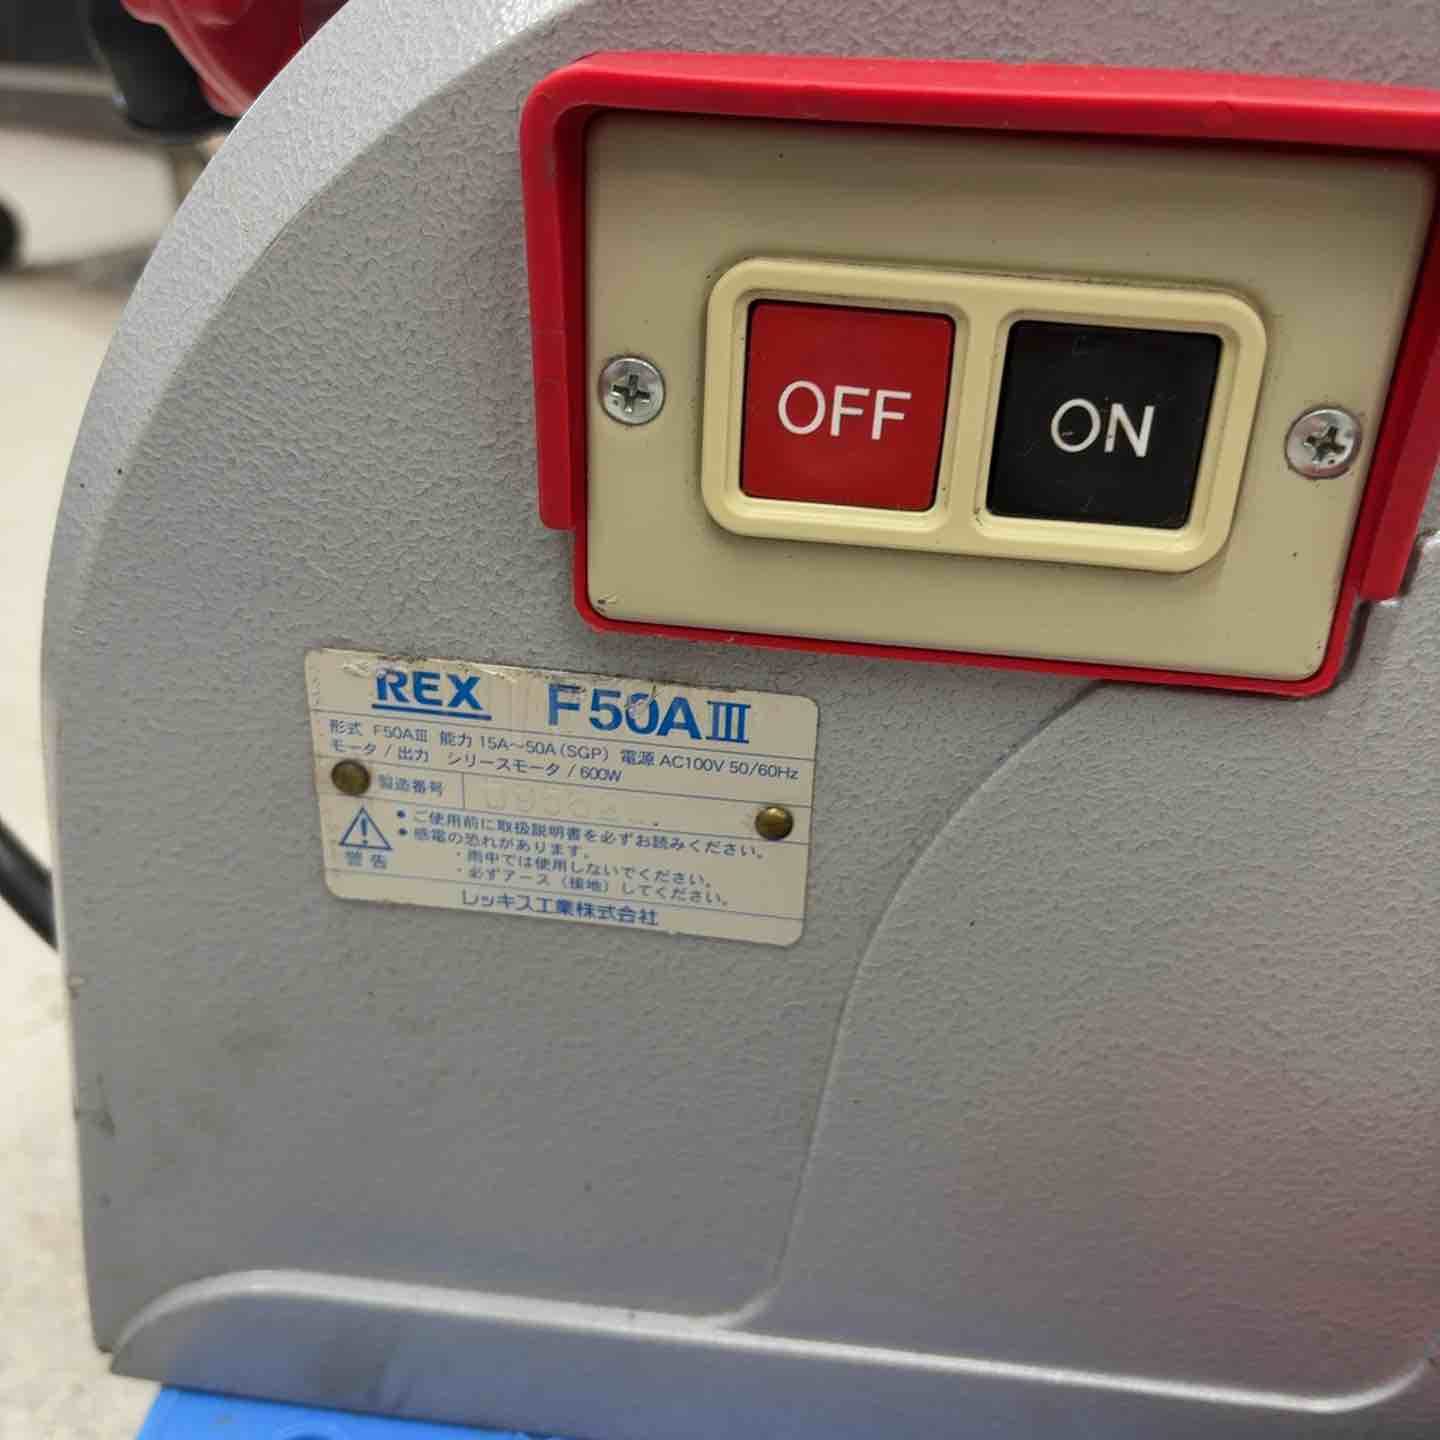 OFF ON
REX F50AⅢ
形式 F50AⅢ 能力 15A~50A(SGP) 電源 AC100V 50/60Hz
モータ/出力 シリースモータ/600W
製造番号
警告
• ご使用前に取扱説明書を必ずお読みください。
• 感電の恐れがあります。
・雨中では使用しないでください。
・必ずアース(接地)してください。
レッキス工業株式会社